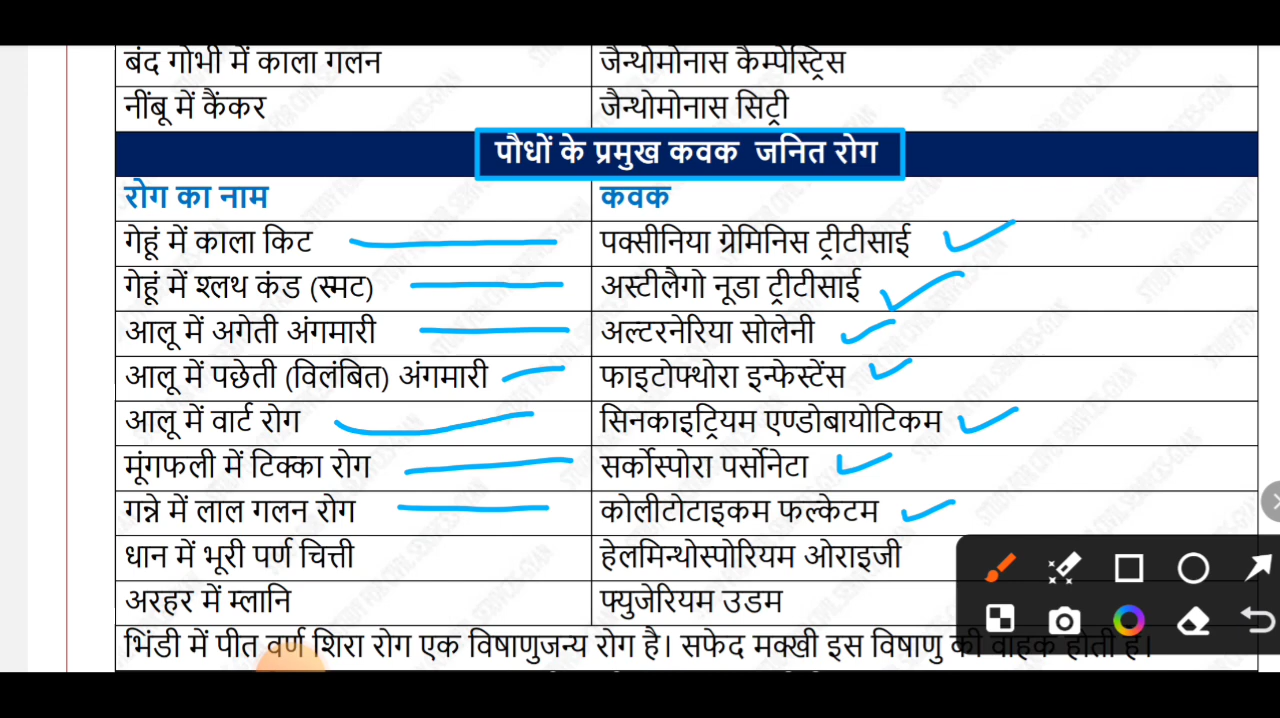 बंद गोभी में काला गलन जैन्थोमोनास कैम्पेस्ट्रिस
नींबू में कैंकर जैन्थोमोनास सिट्री
पौधों के प्रमुख कवक जनित रोग
रोग का नाम कवक
गेहूं में काला किट पक्सीनिया ग्रेमिनिस ट्रीटीसाई
गेहूं में श्लथ कंड (स्मट) अस्टीलैगो नूडा ट्रीटीसाई
आलू में अगेती अंगमारी अल्टरनेरिया सोलेनी
आलू में पछेती (विलंबित) अंगमारी फाइटोफ्थोरा इन्फेस्टेंस
आलू में वार्ट रोग सिनकाइट्रियम एण्डोबायोटिकम
मूंगफली में टिक्का रोग सर्कोस्पोरा पर्सोनेटा
गन्ने में लाल गलन रोग कोलीटोटाइकम फल्केटम
धान में भूरी पर्ण चित्ती हेलमिन्थोस्पोरियम ओराइजी
अरहर में म्लानि फ्युजेरियम उडम
भिंडी में पीत वर्ण शिरा रोग एक विषाणुजन्य रोग है। सफेद मक्खी इस विषाणु की वाहक होती है।